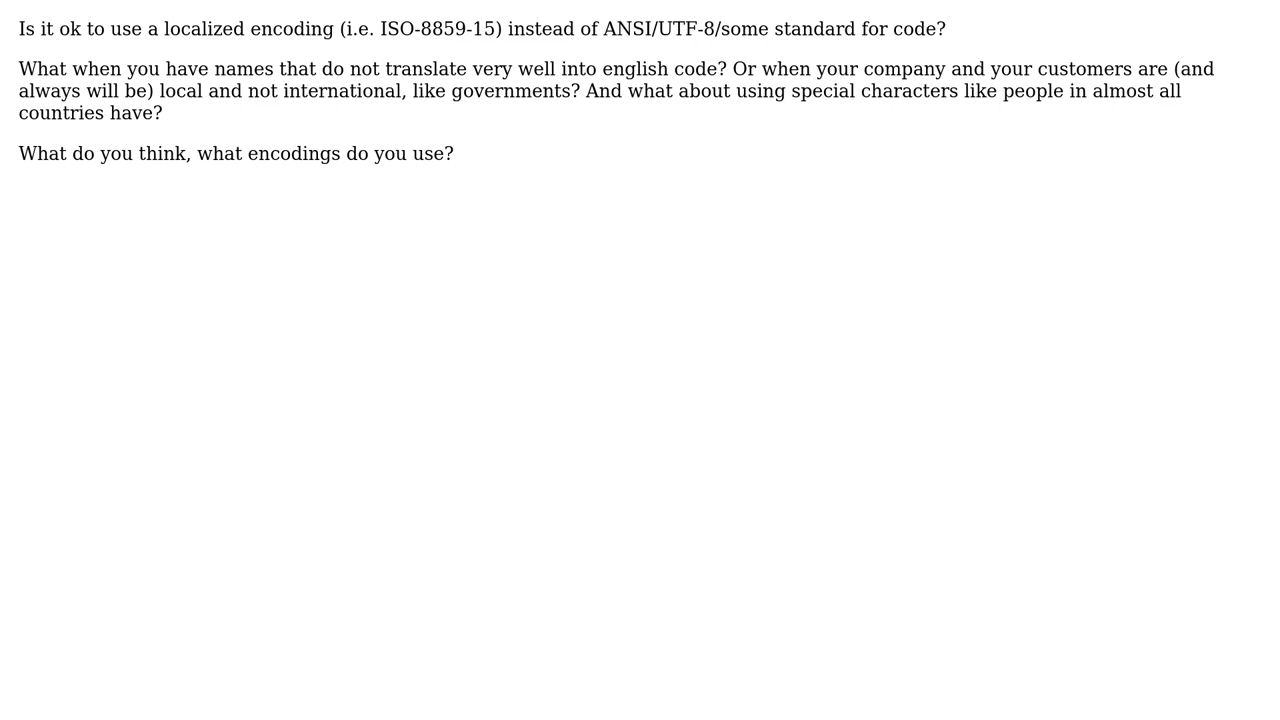 Is it ok to use a localized encoding (i.e. ISO-8859-15) instead of ANSI/UTF-8/some standard for code?
What when you have names that do not translate very well into english code? Or when your company and your customers are (and
always will be) local and not international, like governments? And what about using special characters like people in almost all
countries have?
What do you think, what encodings do you use?